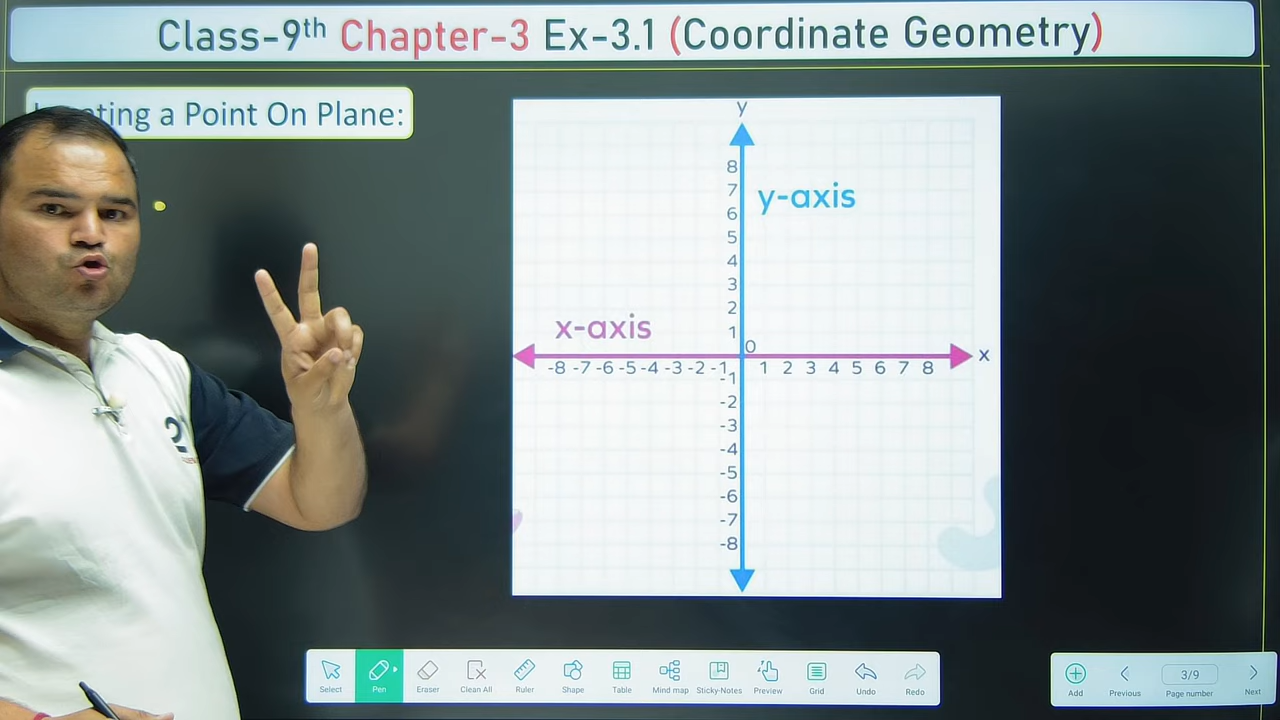 Class-9th Chapter-3 Ex-3.1 (Coordinate Geometry)
a Point On Plane:
y
8
7
y-axis
6
5
4
3
2
x-axis
1
0
x
-8 -7 -6 -5 -4 -3 -2 -1 1 2 3 4 5 6 7 8
-1
-2
-3
-4
-5
-6
-7
-8
2
Select Pen Eraser Clean All Ruler Shape Table Mind map Sticky-Notes Preview Grid Undo Redo
Add Previous 3/9 Page number Next